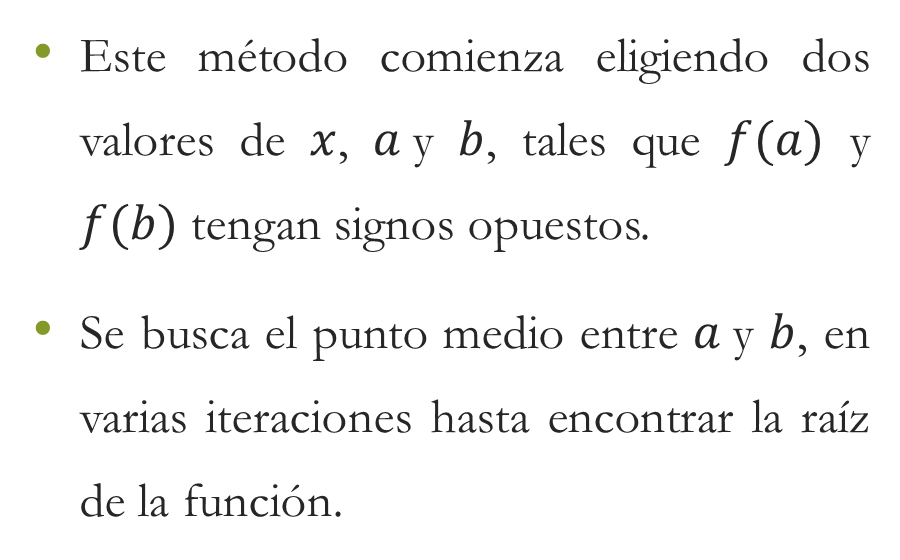 • Este método comienza eligiendo dos
valores de x, a y b, tales que f(a) y
f(b) tengan signos opuestos.
• Se busca el punto medio entre a y b, en
varias iteraciones hasta encontrar la raíz
de la función.